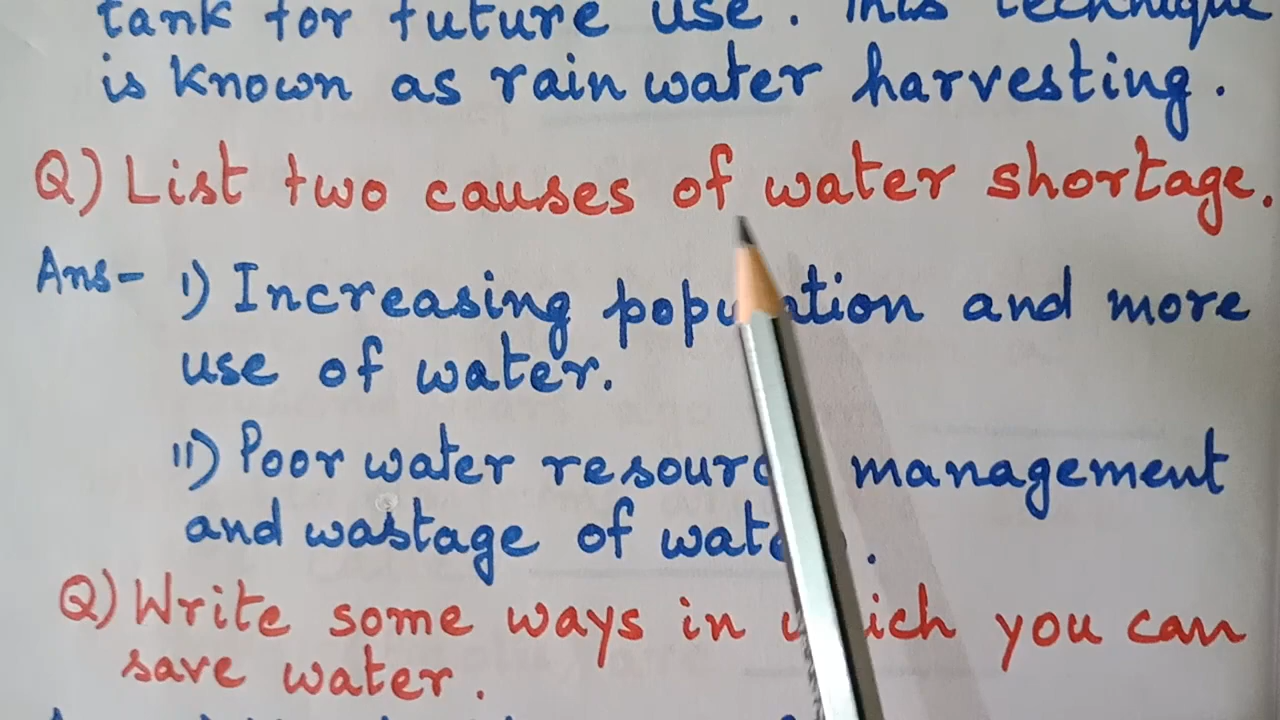 tank for future use. This technique
is known as rain water harvesting.
Q) List two causes of water shortage.
Ans- i) Increasing population and more
use of water.
ii) Poor water resource management
and wastage of water.
Q) Write some ways in which you can
save water.